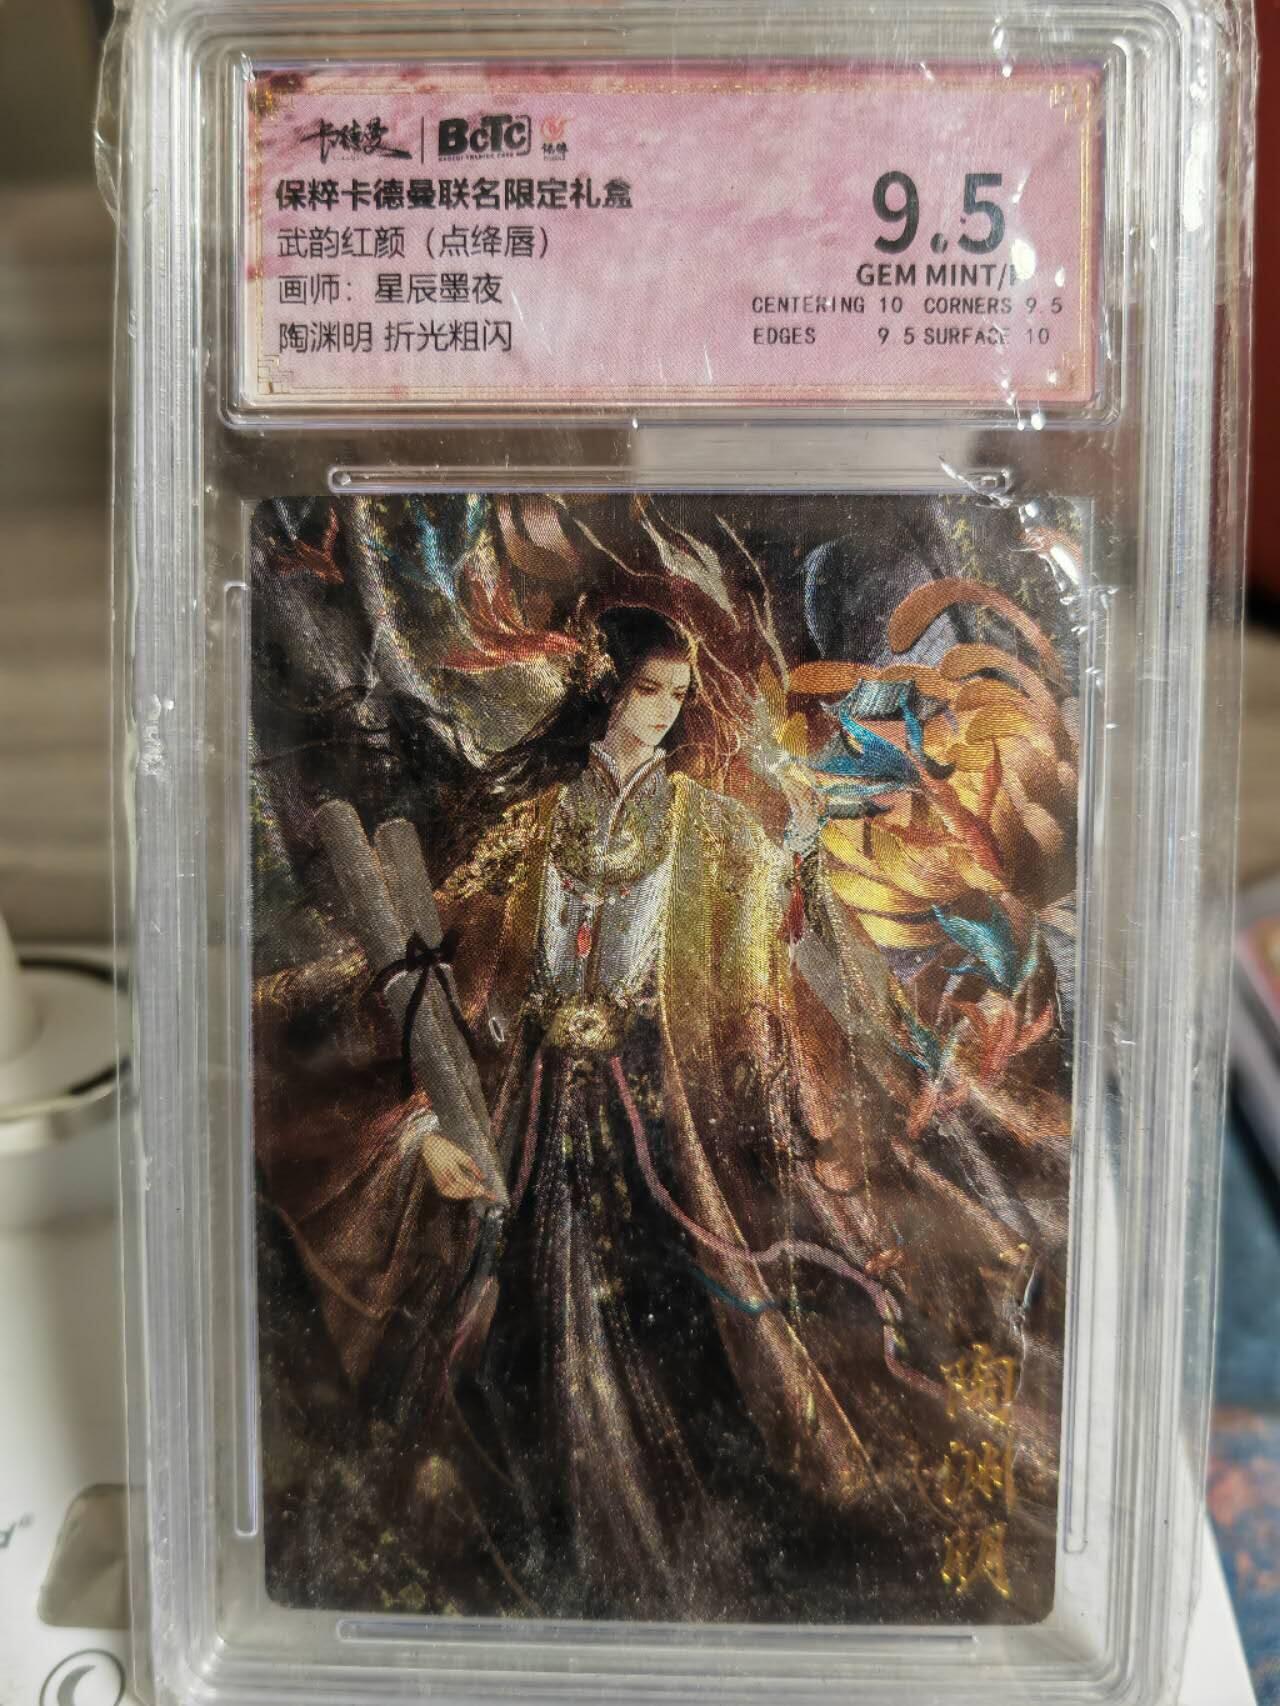 卡德曼 BCTC 保粹
保粹卡德曼联名限定礼盒
武韵红颜（点绛唇）
画师：星辰墨夜
陶渊明 折光粗闪
9.5
GEM MINT/
CENTERING 10 CORNERS 9.5
EDGES 9 5 SURFACE 10
陶渊明